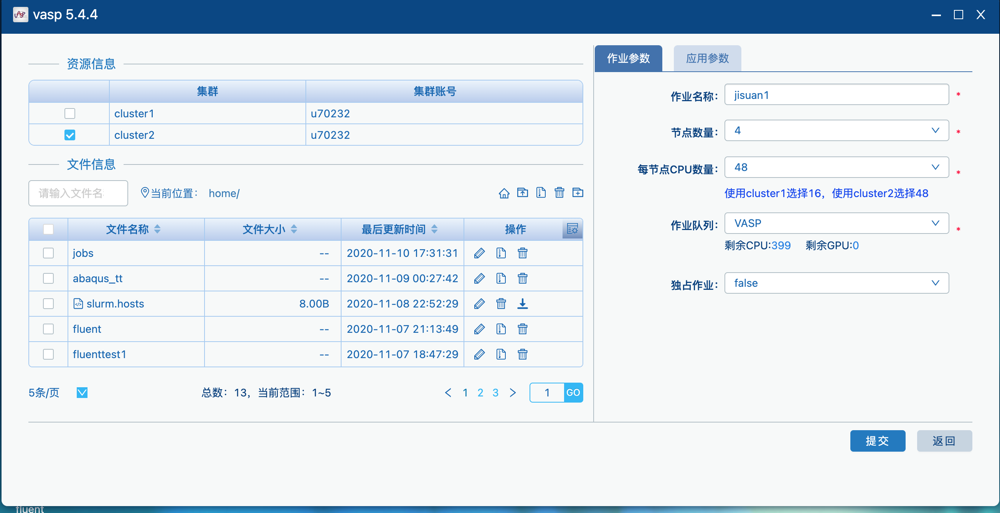 vasp 5.4.4
资源信息
集群 集群账号
cluster1 u70232
cluster2 u70232
文件信息
请输入文件名 当前位置： home/
文件名称 文件大小 最后更新时间 操作
jobs -- 2020-11-10 17:31:31
abaqus_tt -- 2020-11-09 00:27:42
slurm.hosts 8.00B 2020-11-08 22:52:29
fluent -- 2020-11-07 21:13:49
fluenttest1 -- 2020-11-07 18:47:29
5条/页 总数：13，当前范围：1~5 < 1 2 3 > 1 GO
作业参数 应用参数
作业名称： jisuan1 *
节点数量： 4 *
每节点CPU数量： 48 *
使用cluster1选择16，使用cluster2选择48
作业队列： VASP *
剩余CPU:399 剩余GPU:0
独占作业： false
提交 返回
fluent